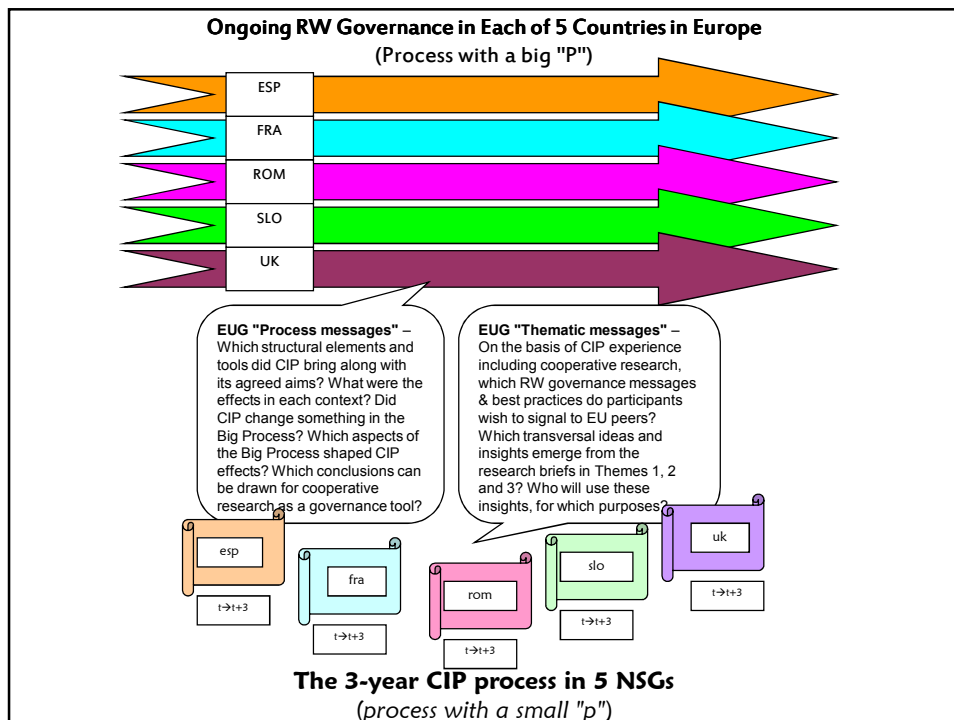 Ongoing RW Governance in Each of 5 Countries in Europe
(Process with a big "P")
ESP
FRA
ROM
SLO
UK
EUG "Process messages" –
Which structural elements and
tools did CIP bring along with
its agreed aims? What were the
effects in each context? Did
CIP change something in the
Big Process? Which aspects of
the Big Process shaped CIP
effects? Which conclusions can
be drawn for cooperative
research as a governance tool?
EUG "Thematic messages" –
On the basis of CIP experience
including cooperative research,
which RW governance messages
& best practices do participants
wish to signal to EU peers?
Which transversal ideas and
insights emerge from the
research briefs in Themes 1, 2
and 3? Who will use these
insights, for which purposes?
esp
fra
rom
slo
uk
t→t+3
t→t+3
t→t+3
t→t+3
t→t+3
The 3-year CIP process in 5 NSGs
(process with a small "p")